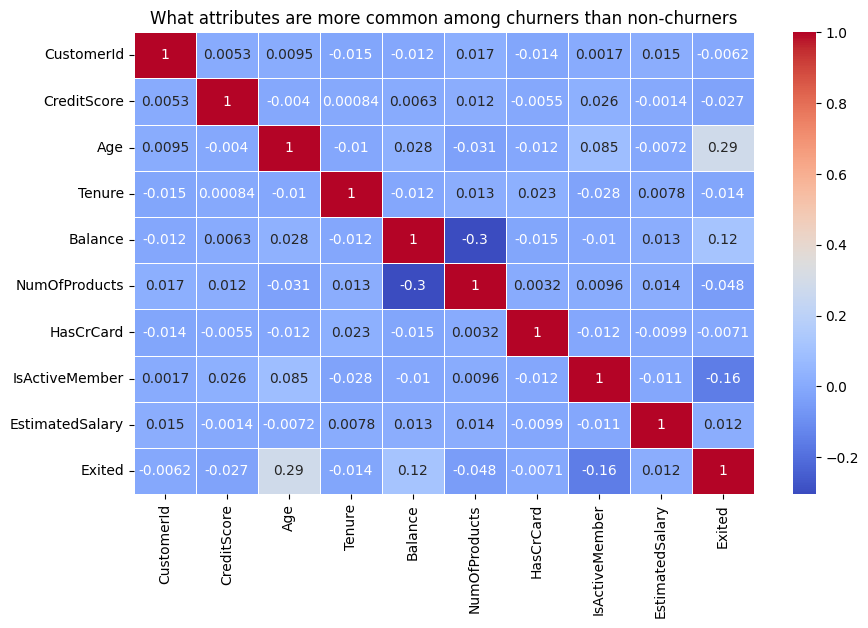 What attributes are more common among churners than non-churners
CustomerId 1 0.0053 0.0095 -0.015 -0.012 0.017 -0.014 0.0017 0.015 -0.0062
CreditScore 0.0053 1 -0.004 0.00084 0.0063 0.012 -0.0055 0.026 -0.0014 -0.027
Age 0.0095 -0.004 1 -0.01 0.028 -0.031 -0.012 0.085 -0.0072 0.29
Tenure -0.015 0.00084 -0.01 1 -0.012 0.013 0.023 -0.028 0.0078 -0.014
Balance -0.012 0.0063 0.028 -0.012 1 -0.3 -0.015 -0.01 0.013 0.12
NumOfProducts 0.017 0.012 -0.031 0.013 -0.3 1 0.0032 0.0096 0.014 -0.048
HasCrCard -0.014 -0.0055 -0.012 0.023 -0.015 0.0032 1 -0.012 -0.0099 -0.0071
IsActiveMember 0.0017 0.026 0.085 -0.028 -0.01 0.0096 -0.012 1 -0.011 -0.16
EstimatedSalary 0.015 -0.0014 -0.0072 0.0078 0.013 0.014 -0.0099 -0.011 1 0.012
Exited -0.0062 -0.027 0.29 -0.014 0.12 -0.048 -0.0071 -0.16 0.012 1
CustomerId
CreditScore
Age
Tenure
Balance
NumOfProducts
HasCrCard
IsActiveMember
EstimatedSalary
Exited
1.0
0.8
0.6
0.4
0.2
0.0
−0.2